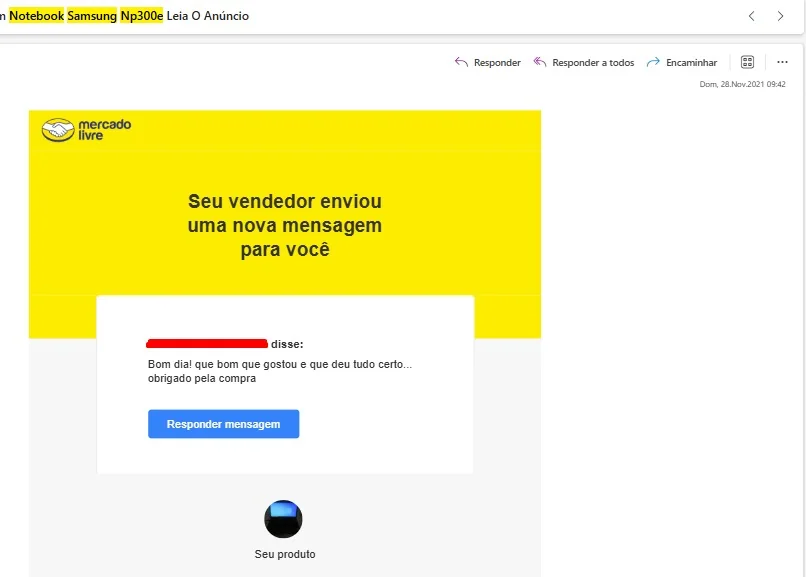 Notebook Samsung Np300e Leia O Anúncio
Responder
Responder a todos
Encaminhar
Dom, 28.Nov.2021 09:42
mercado
livre
Seu vendedor enviou
uma nova mensagem
para você
disse:
Bom dia! que bom que gostou e que deu tudo certo...
obrigado pela compra
Responder mensagem
Seu produto